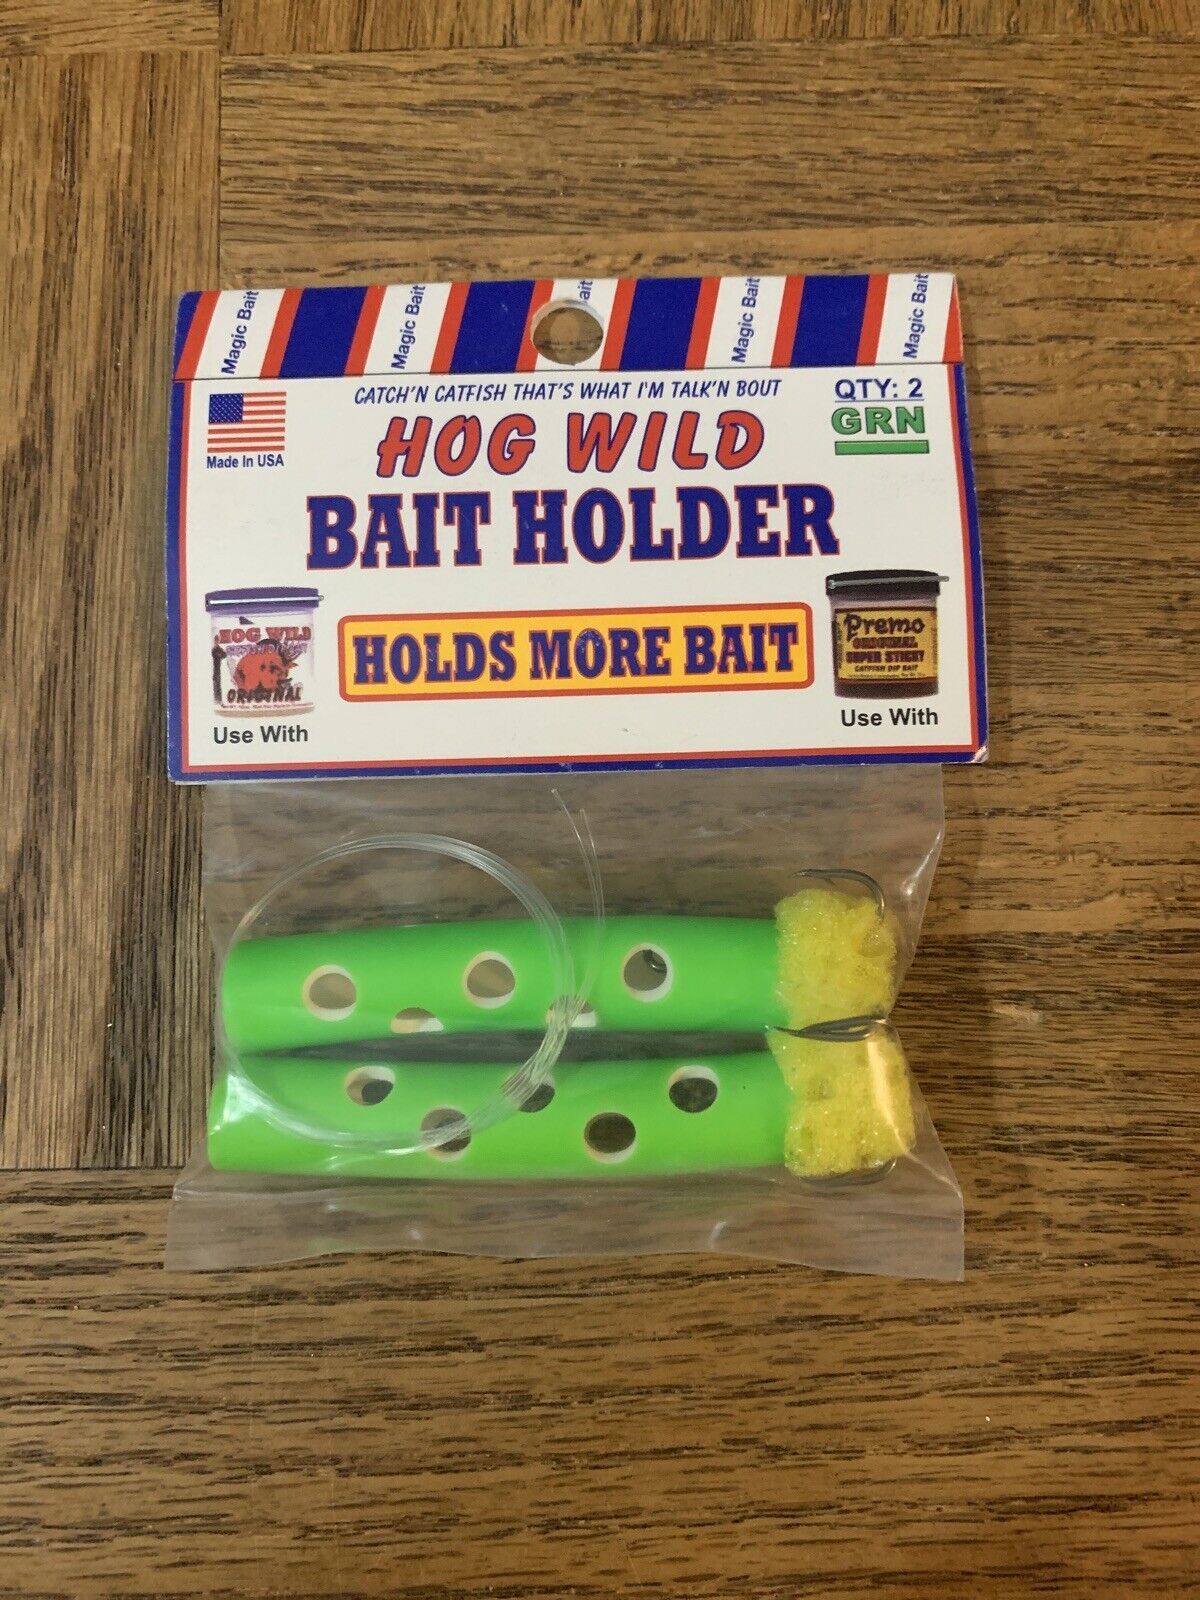 Magic Bait Magic Bait Bait Magic Bait Magic Bait
CATCH'N CATFISH THAT'S WHAT I'M TALK'N BOUT
QTY: 2
GRN
Made In USA
HOG WILD
BAIT HOLDER
HOLDS MORE BAIT
HOG WILD
ORIGINAL
Use With
Premo
ORIGINAL
SUPER STICKY
CATFISH DIP BAIT
Use With